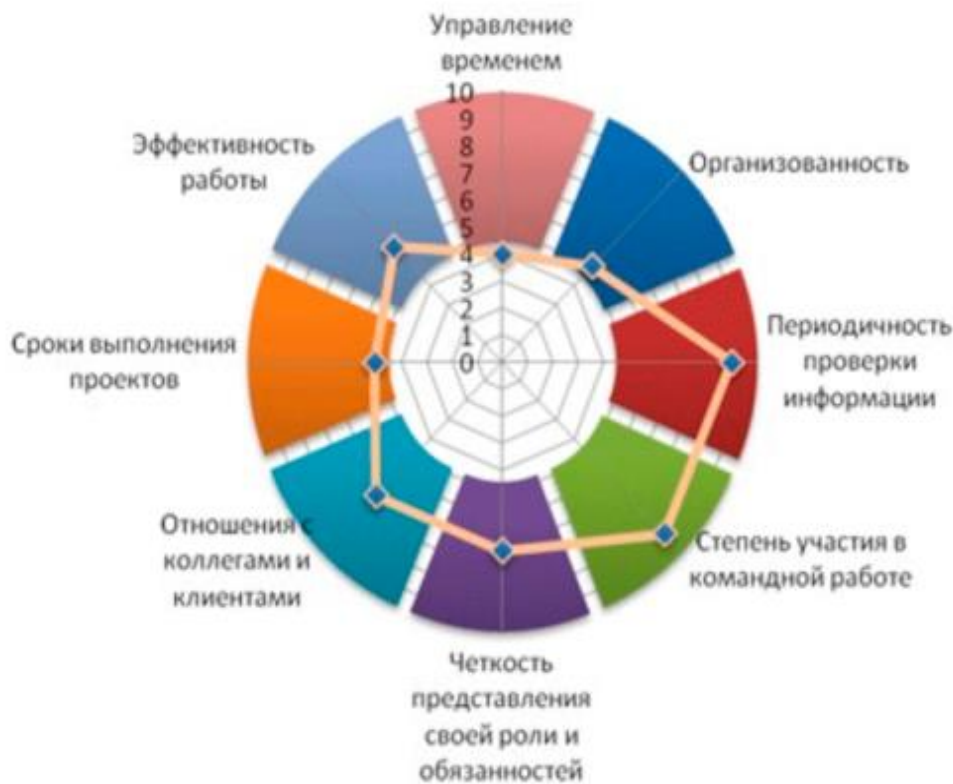 Управление
временем
10
9
8
7
6
5
4
3
2
1
0
Организованность
Периодичность
проверки
информации
Степень участия в
командной работе
Четкость
представления
своей роли и
обязанностей
Отношения с
коллегами и
клиентами
Сроки выполнения
проектов
Эффективность
работы